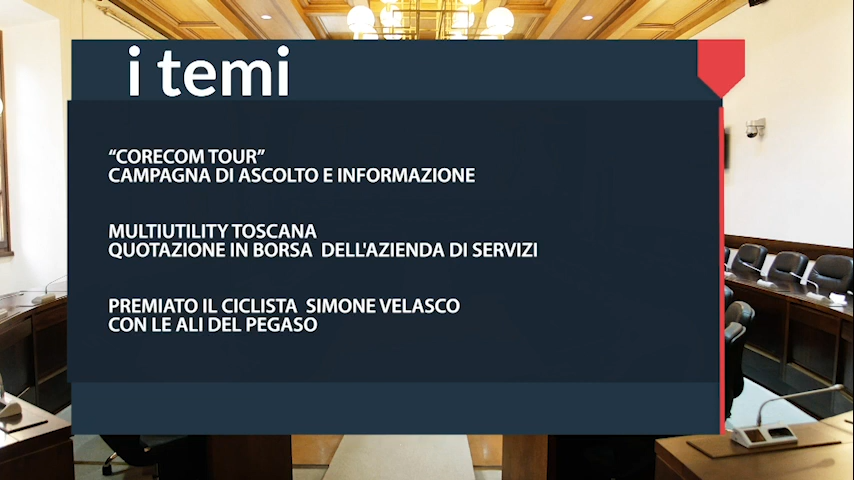 i temi
“CORECOM TOUR”
CAMPAGNA DI ASCOLTO E INFORMAZIONE
MULTIUTILITY TOSCANA
QUOTAZIONE IN BORSA  DELL'AZIENDA DI SERVIZI
PREMIATO IL CICLISTA  SIMONE VELASCO
CON LE ALI DEL PEGASO